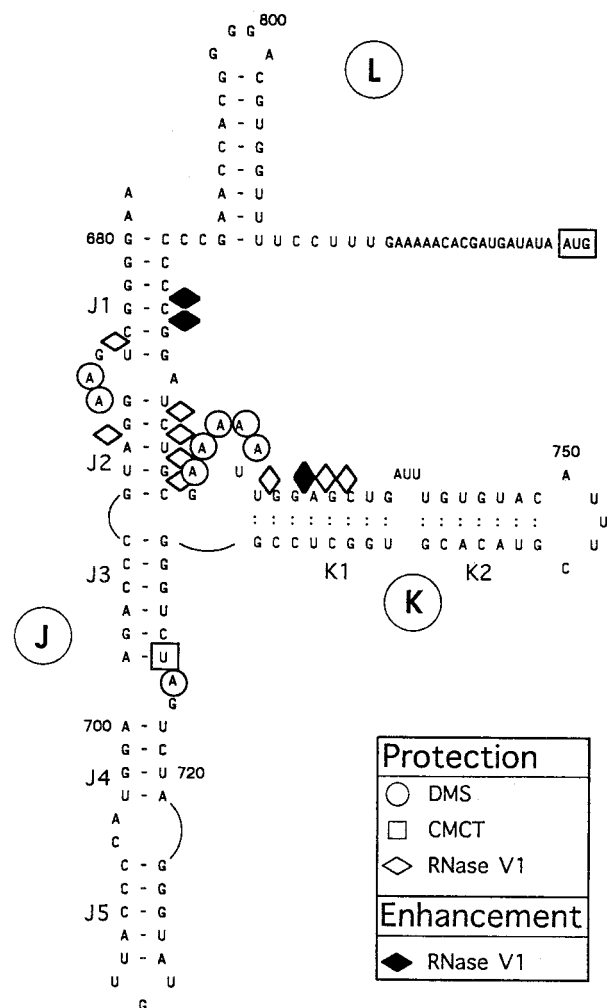 800
G G
G A
G - C
L
C - G
A - U
C - G
C - G
A A - U
A A - U
680 G - C C C G - U U C C U U U GAAAAACACGAUGAUAUA AUG
G - C
G - C
J1 G - C
C - G
G U - G
A A
A G - U
G - C A A
J2 A - U A A
750
U - G A U AUU A
G - C G U G G A G C U G U G U G U A C U
: : : : : : : : : : : : U
C - G G C C U C G G U G C A C A U G
J3 C - G K1 K2 C
C - G
A - U K
J G - C
A - U
A
G
700 A - U
G - C
J4 G - U 720
U - A
A
C
C - G
C - G
J5 C - G
A - U
U - A
U U
G
Protection
DMS
CMCT
RNase V1
Enhancement
RNase V1